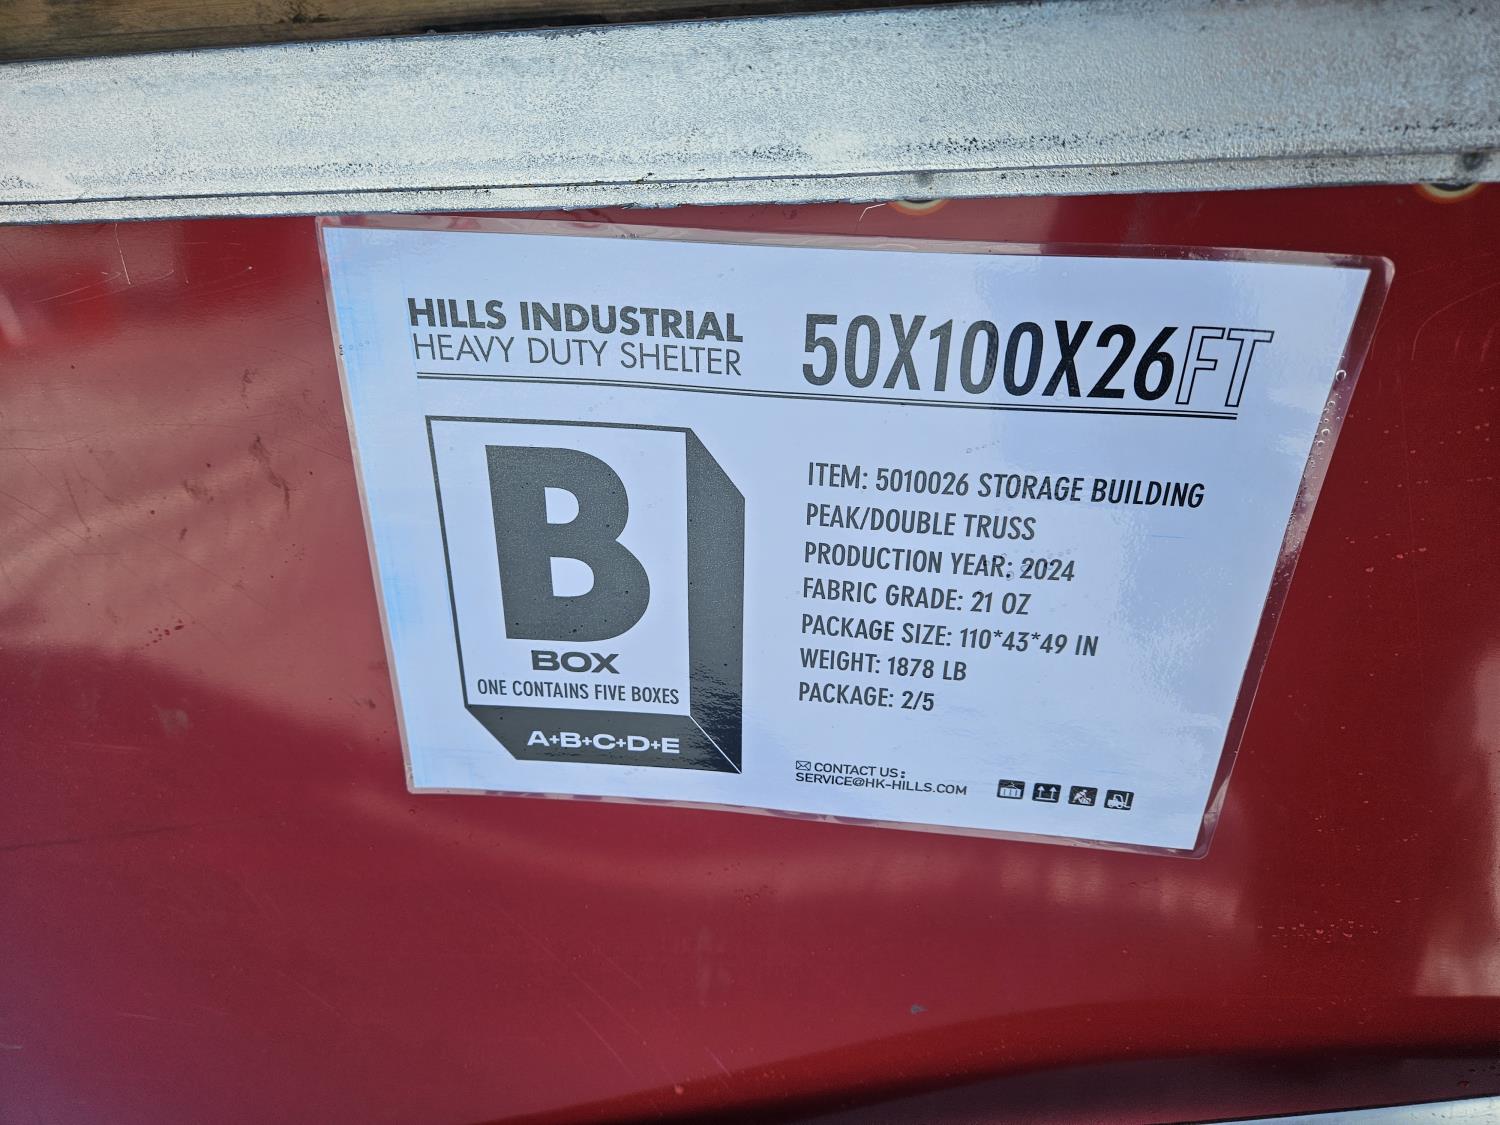 HILLS INDUSTRIAL
HEAVY DUTY SHELTER
50X100X26FT
B
BOX
ONE CONTAINS FIVE BOXES
A+B+C+D+E
ITEM: 5010026 STORAGE BUILDING
PEAK/DOUBLE TRUSS
PRODUCTION YEAR: 2024
FABRIC GRADE: 21 OZ
PACKAGE SIZE: 110*43*49 IN
WEIGHT: 1878 LB
PACKAGE: 2/5
CONTACT US:
SERVICE@HK-HILLS.COM